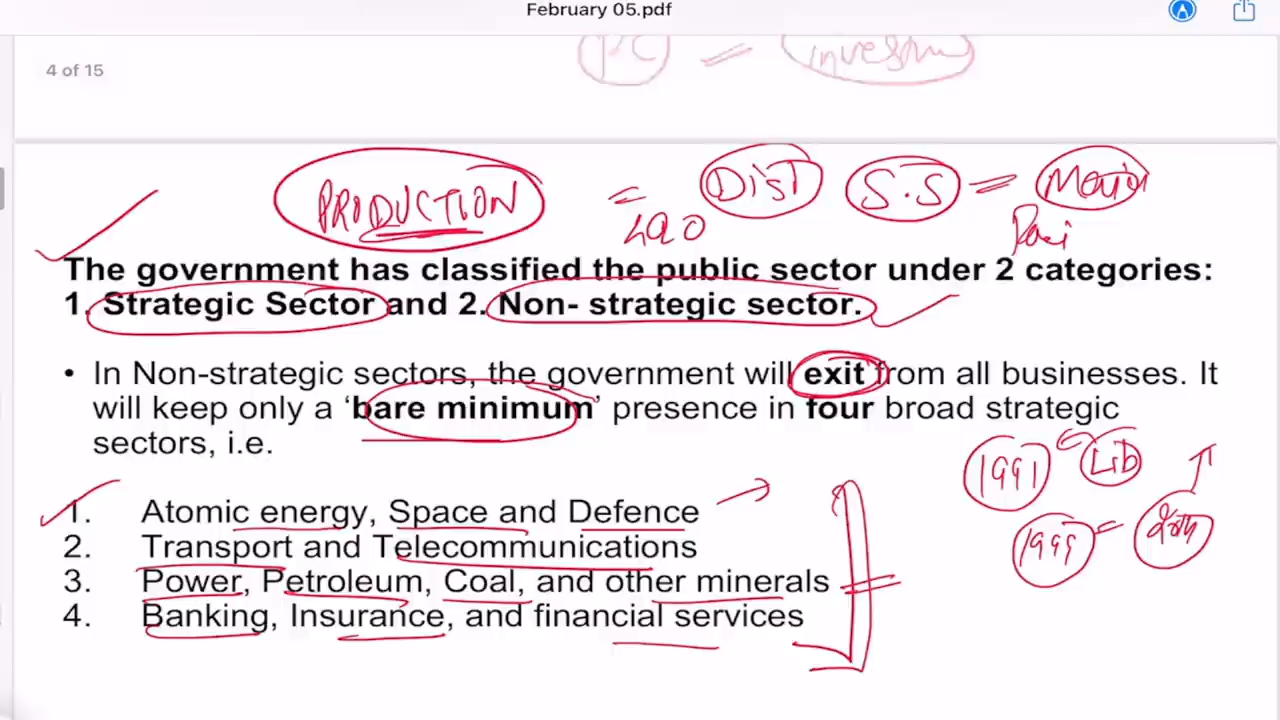 February 05.pdf
4 of 15
PRODUCTION
= DIST S.S =
The government has classified the public sector under 2 categories:
1. Strategic Sector and 2. Non- strategic sector.
• In Non-strategic sectors, the government will exit from all businesses. It
will keep only a ‘bare minimum’ presence in four broad strategic
sectors, i.e.
1991 Lib
1. Atomic energy, Space and Defence
2. Transport and Telecommunications
3. Power, Petroleum, Coal, and other minerals
4. Banking, Insurance, and financial services